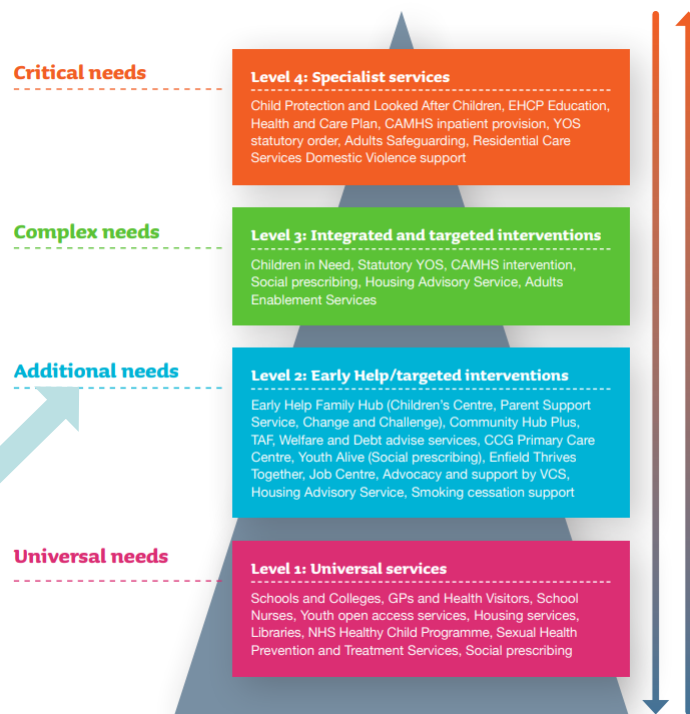 Critical needs
Level 4: Specialist services
Child Protection and Looked After Children, EHCP Education,
Health and Care Plan, CAMHS inpatient provision, YOS
statutory order, Adults Safeguarding, Residential Care
Services Domestic Violence support
Complex needs
Level 3: Integrated and targeted interventions
Children in Need, Statutory YOS, CAMHS intervention,
Social prescribing, Housing Advisory Service, Adults
Enablement Services
Additional needs
Level 2: Early Help/targeted interventions
Early Help Family Hub (Children's Centre, Parent Support
Service, Change and Challenge), Community Hub Plus,
TAF, Welfare and Debt advise services, CCG Primary Care
Centre, Youth Alive (Social prescribing), Enfield Thrives
Together, Job Centre, Advocacy and support by VCS,
Housing Advisory Service, Smoking cessation support
Universal needs
Level 1: Universal services
Schools and Colleges, GPs and Health Visitors, School
Nurses, Youth open access services, Housing services,
Libraries, NHS Healthy Child Programme, Sexual Health
Prevention and Treatment Services, Social prescribing